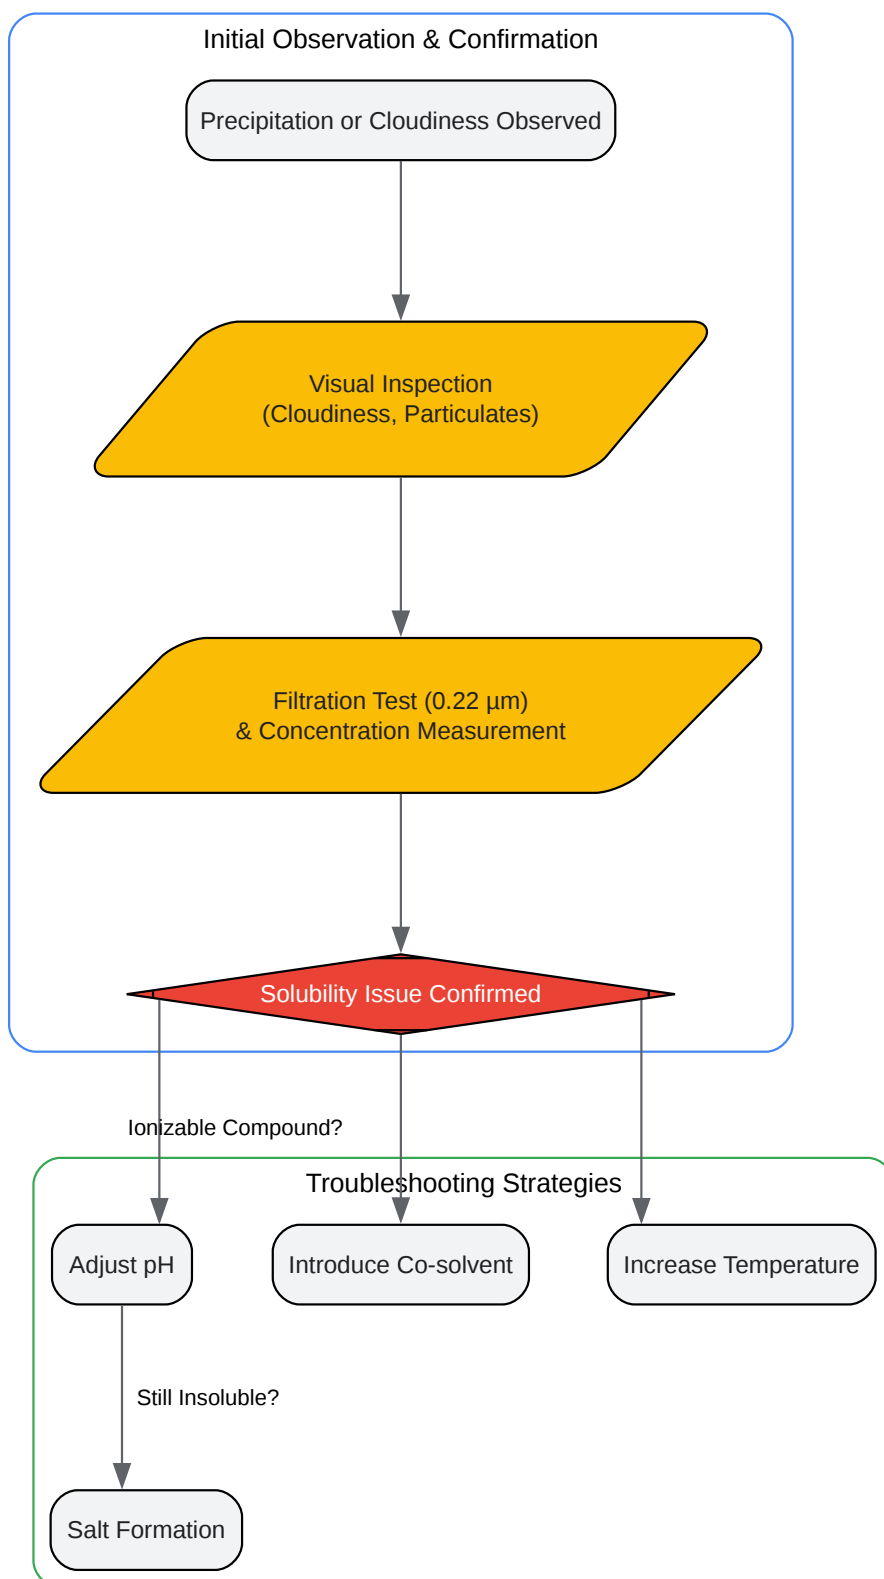 Initial Observation & Confirmation
Precipitation or Cloudiness Observed
Visual Inspection
(Cloudiness, Particulates)
Filtration Test (0.22 µm)
& Concentration Measurement
Solubility Issue Confirmed
Ionizable Compound?
Troubleshooting Strategies
Adjust pH
Introduce Co-solvent
Increase Temperature
Still Insoluble?
Salt Formation